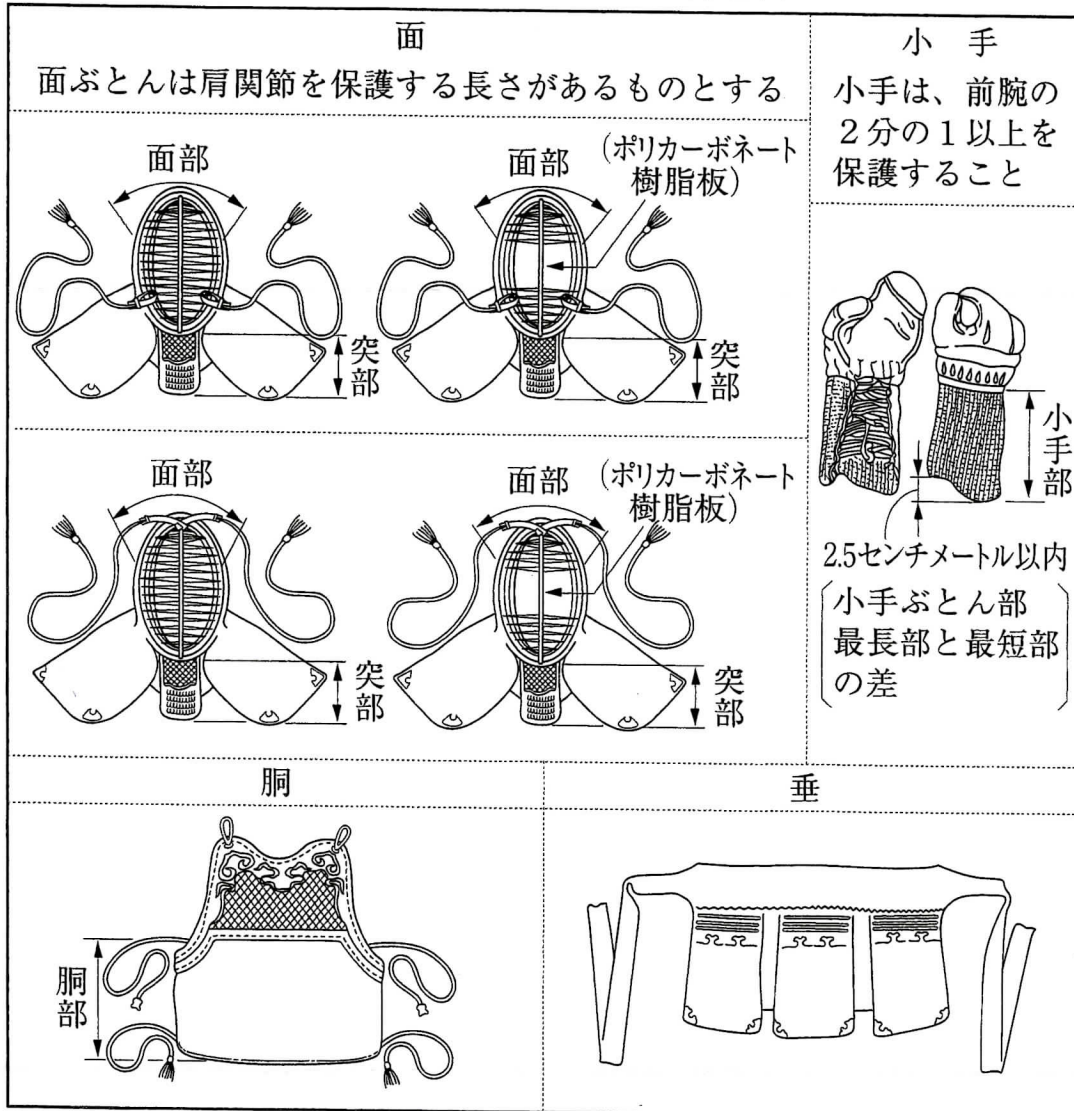 面
面ぶとんは肩関節を保護する長さがあるものとする
面部
突部
面部
(ポリカーボネート
樹脂板)
突部
面部
突部
面部
(ポリカーボネート
樹脂板)
突部
小 手
小手は、前腕の
2分の1以上を
保護すること
小手部
2.5センチメートル以内
小手ぶとん部
最長部と最短部
の差
胴
胴部
垂